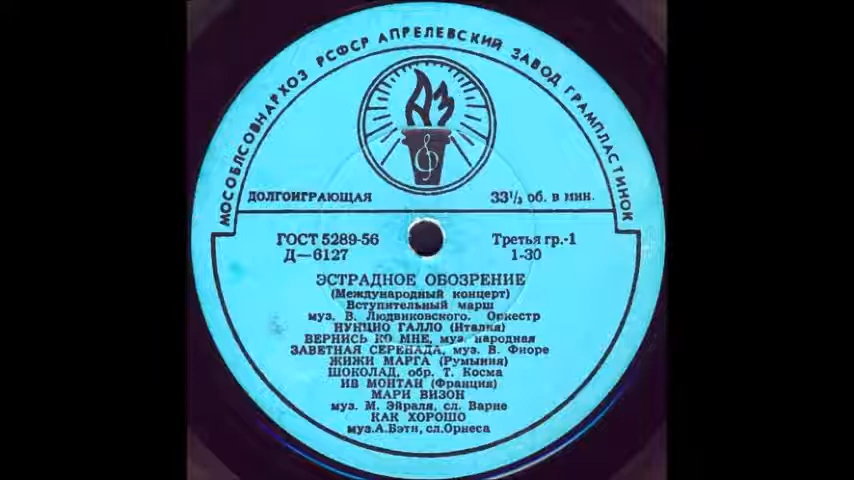 МОСОБЛСОВНАРХОЗ РСФСР АПРЕЛЕВСКИЙ ЗАВОД ГРАМПЛАСТИНОК
АЗ
ДОЛГОИГРАЮЩАЯ 33⅓ об. в мин.
ГОСТ 5289-56 Третья гр.-1
Д—6127 1-30
ЭСТРАДНОЕ ОБОЗРЕНИЕ
(Международный концерт)
Вступительный марш
муз. В. Людвиковского. Оркестр
НУНЦИО ГАЛЛО (Италия)
ВЕРНИСЬ КО МНЕ, муз. народная
ЗАВЕТНАЯ СЕРЕНАДА, муз. В. Фиоре
ЖИЖИ МАРГА (Румыния)
ШОКОЛАД, обр. Т. Косма
ИВ МОНТАН (Франция)
МАРИ ВИЗОН
муз. М. Эйраля, сл. Варне
КАК ХОРОШО
муз.А.Бэти, сл.Орнеса